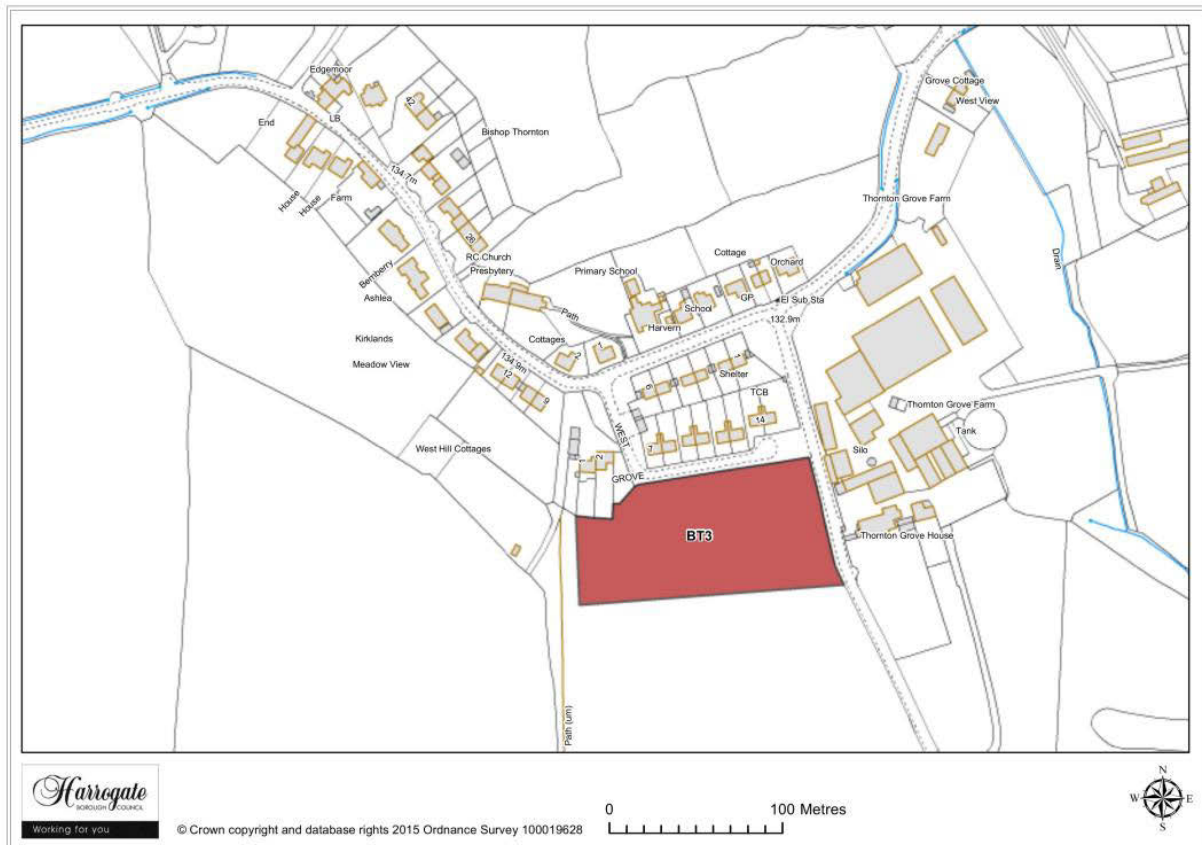 Edgemoor
42
LB
End
Bishop Thornton
134.7m
House
House
Farm
Grove Cottage
West View
Thornton Grove Farm
26
RC Church
Presbytery
Bemberry
Ashlea
Path
Primary School
Cottage
Orchard
School
GP
El Sub Sta
Harvern
132.9m
Drain
Kirklands
Meadow View
Cottages
2
1
134.9m
12
9
6
1
Shelter
TCB
14
7
WEST
GROVE
West Hill Cottages
1
2
Thornton Grove Farm
Tank
Silo
Thornton Grove House
BT3
Path (um)
Harrogate
BOROUGH COUNCIL
Working for you
© Crown copyright and database rights 2015 Ordnance Survey 100019628
0 100 Metres
N
W E
S